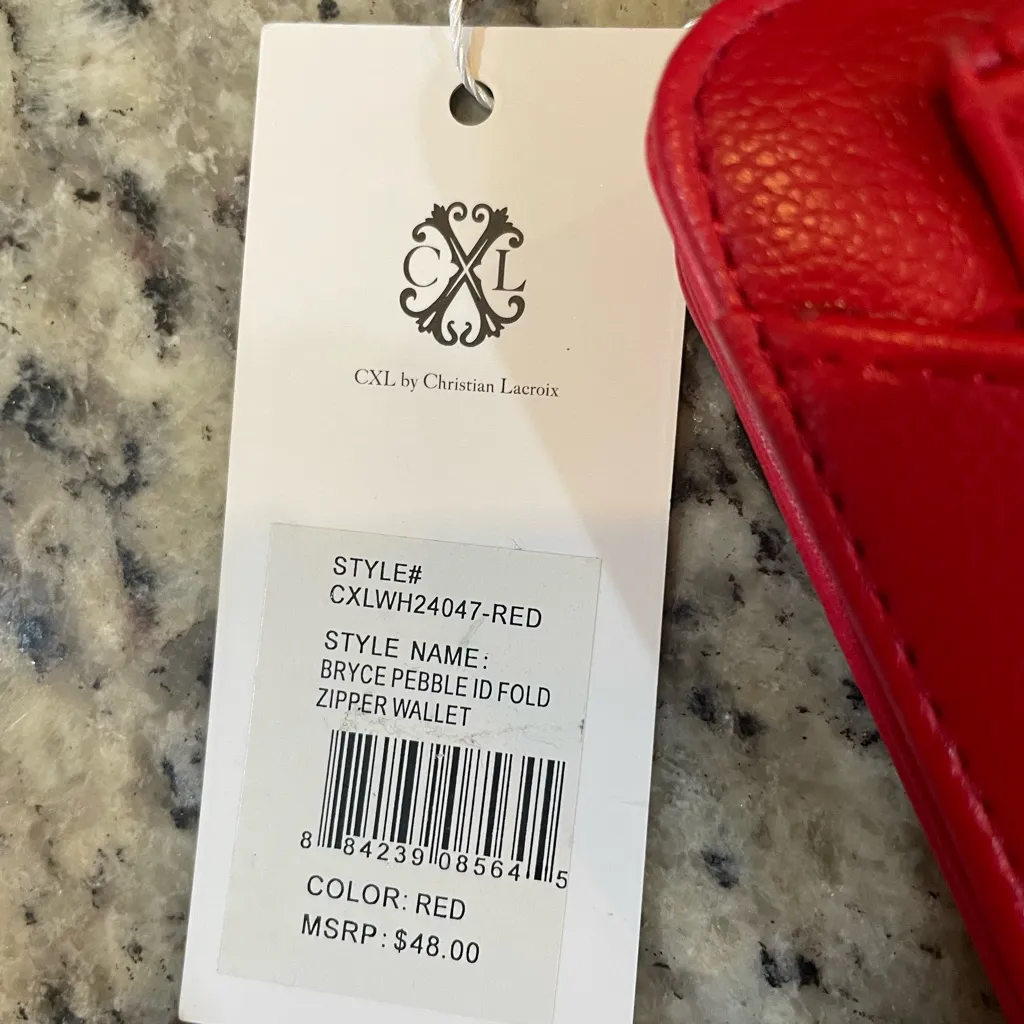 CXL
CXL by Christian Lacroix
STYLE#
CXLWH24047-RED
STYLE NAME:
BRYCE PEBBLE ID FOLD
ZIPPER WALLET
8 84239 08564 5
COLOR: RED
MSRP: $48.00